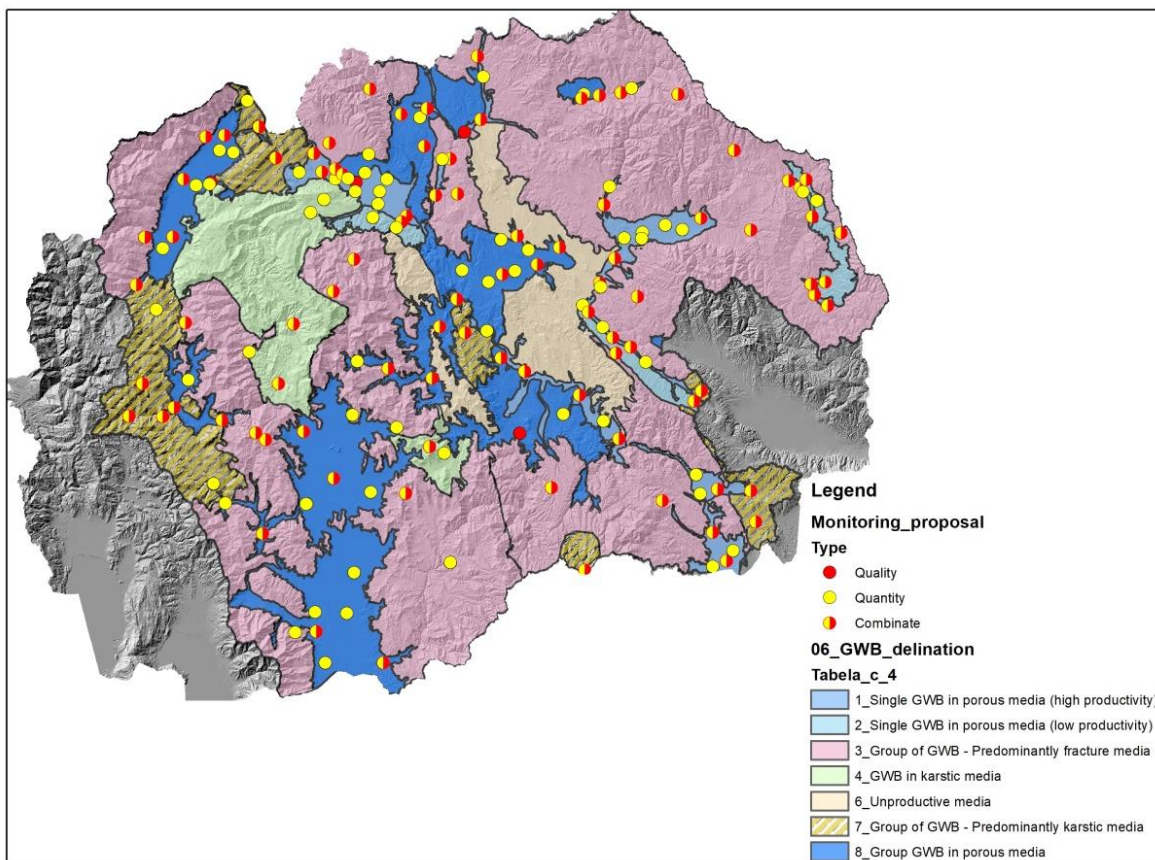 Legend
Monitoring_proposal
Type
Quality
Quantity
Combinate
06_GWB_delination
Tabela_c_4
1_Single GWB in porous media (high productivity)
2_Single GWB in porous media (low productivity)
3_Group of GWB - Predominantly fracture media
4_GWB in karstic media
6_Unproductive media
7_Group of GWB - Predominantly karstic media
8_Group GWB in porous media